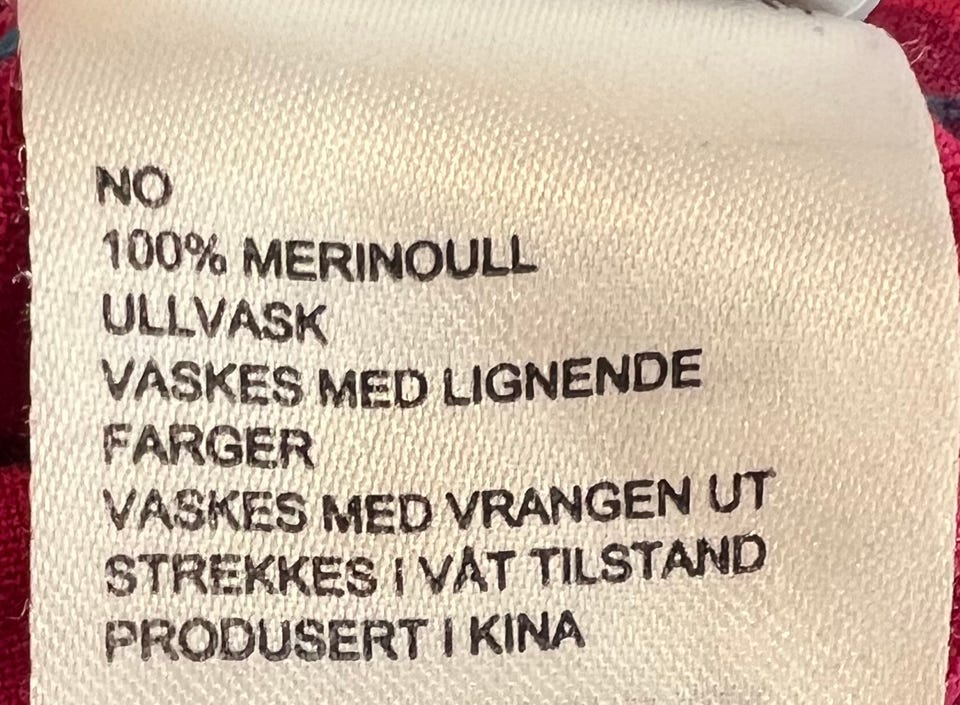 NO
100% MERINOULL
ULLVASK
VASKES MED LIGNENDE
FARGER
VASKES MED VRANGEN UT
STREKKES I VÅT TILSTAND
PRODUSERT I KINA